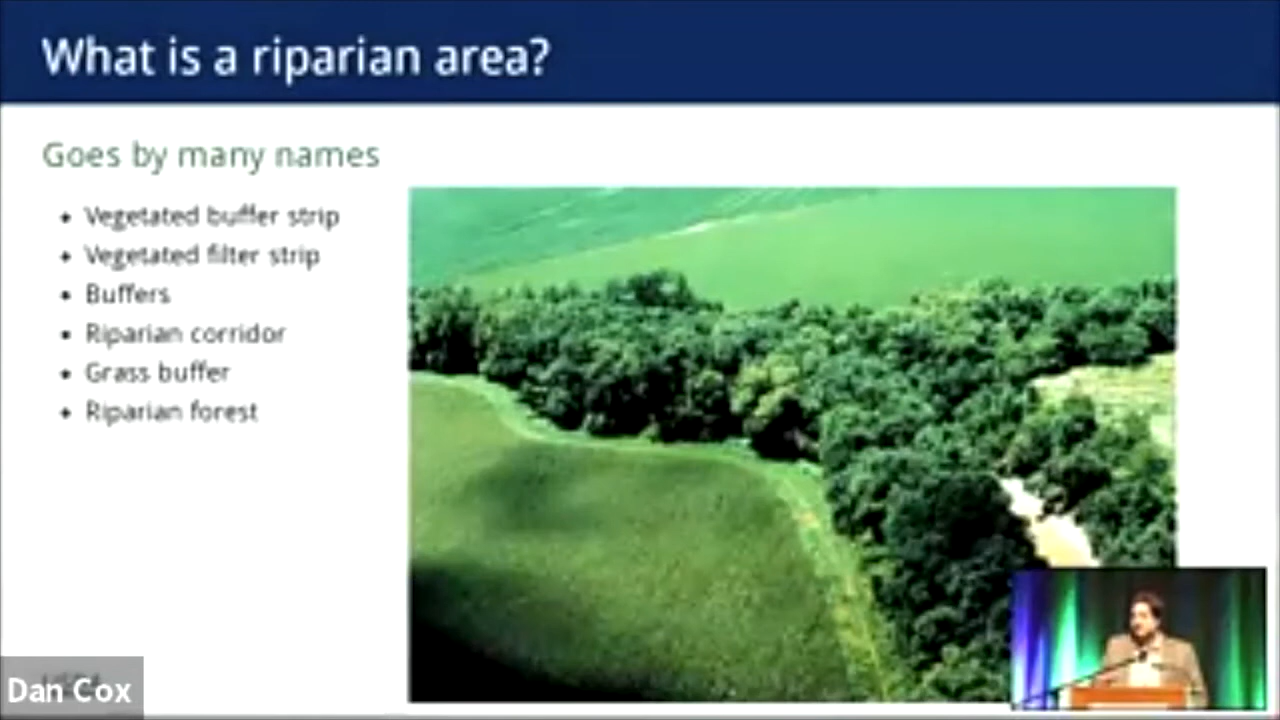 What is a riparian area?
Goes by many names
• Vegetated buffer strip
• Vegetated filter strip
• Buffers
• Riparian corridor
• Grass buffer
• Riparian forest
Dan Cox